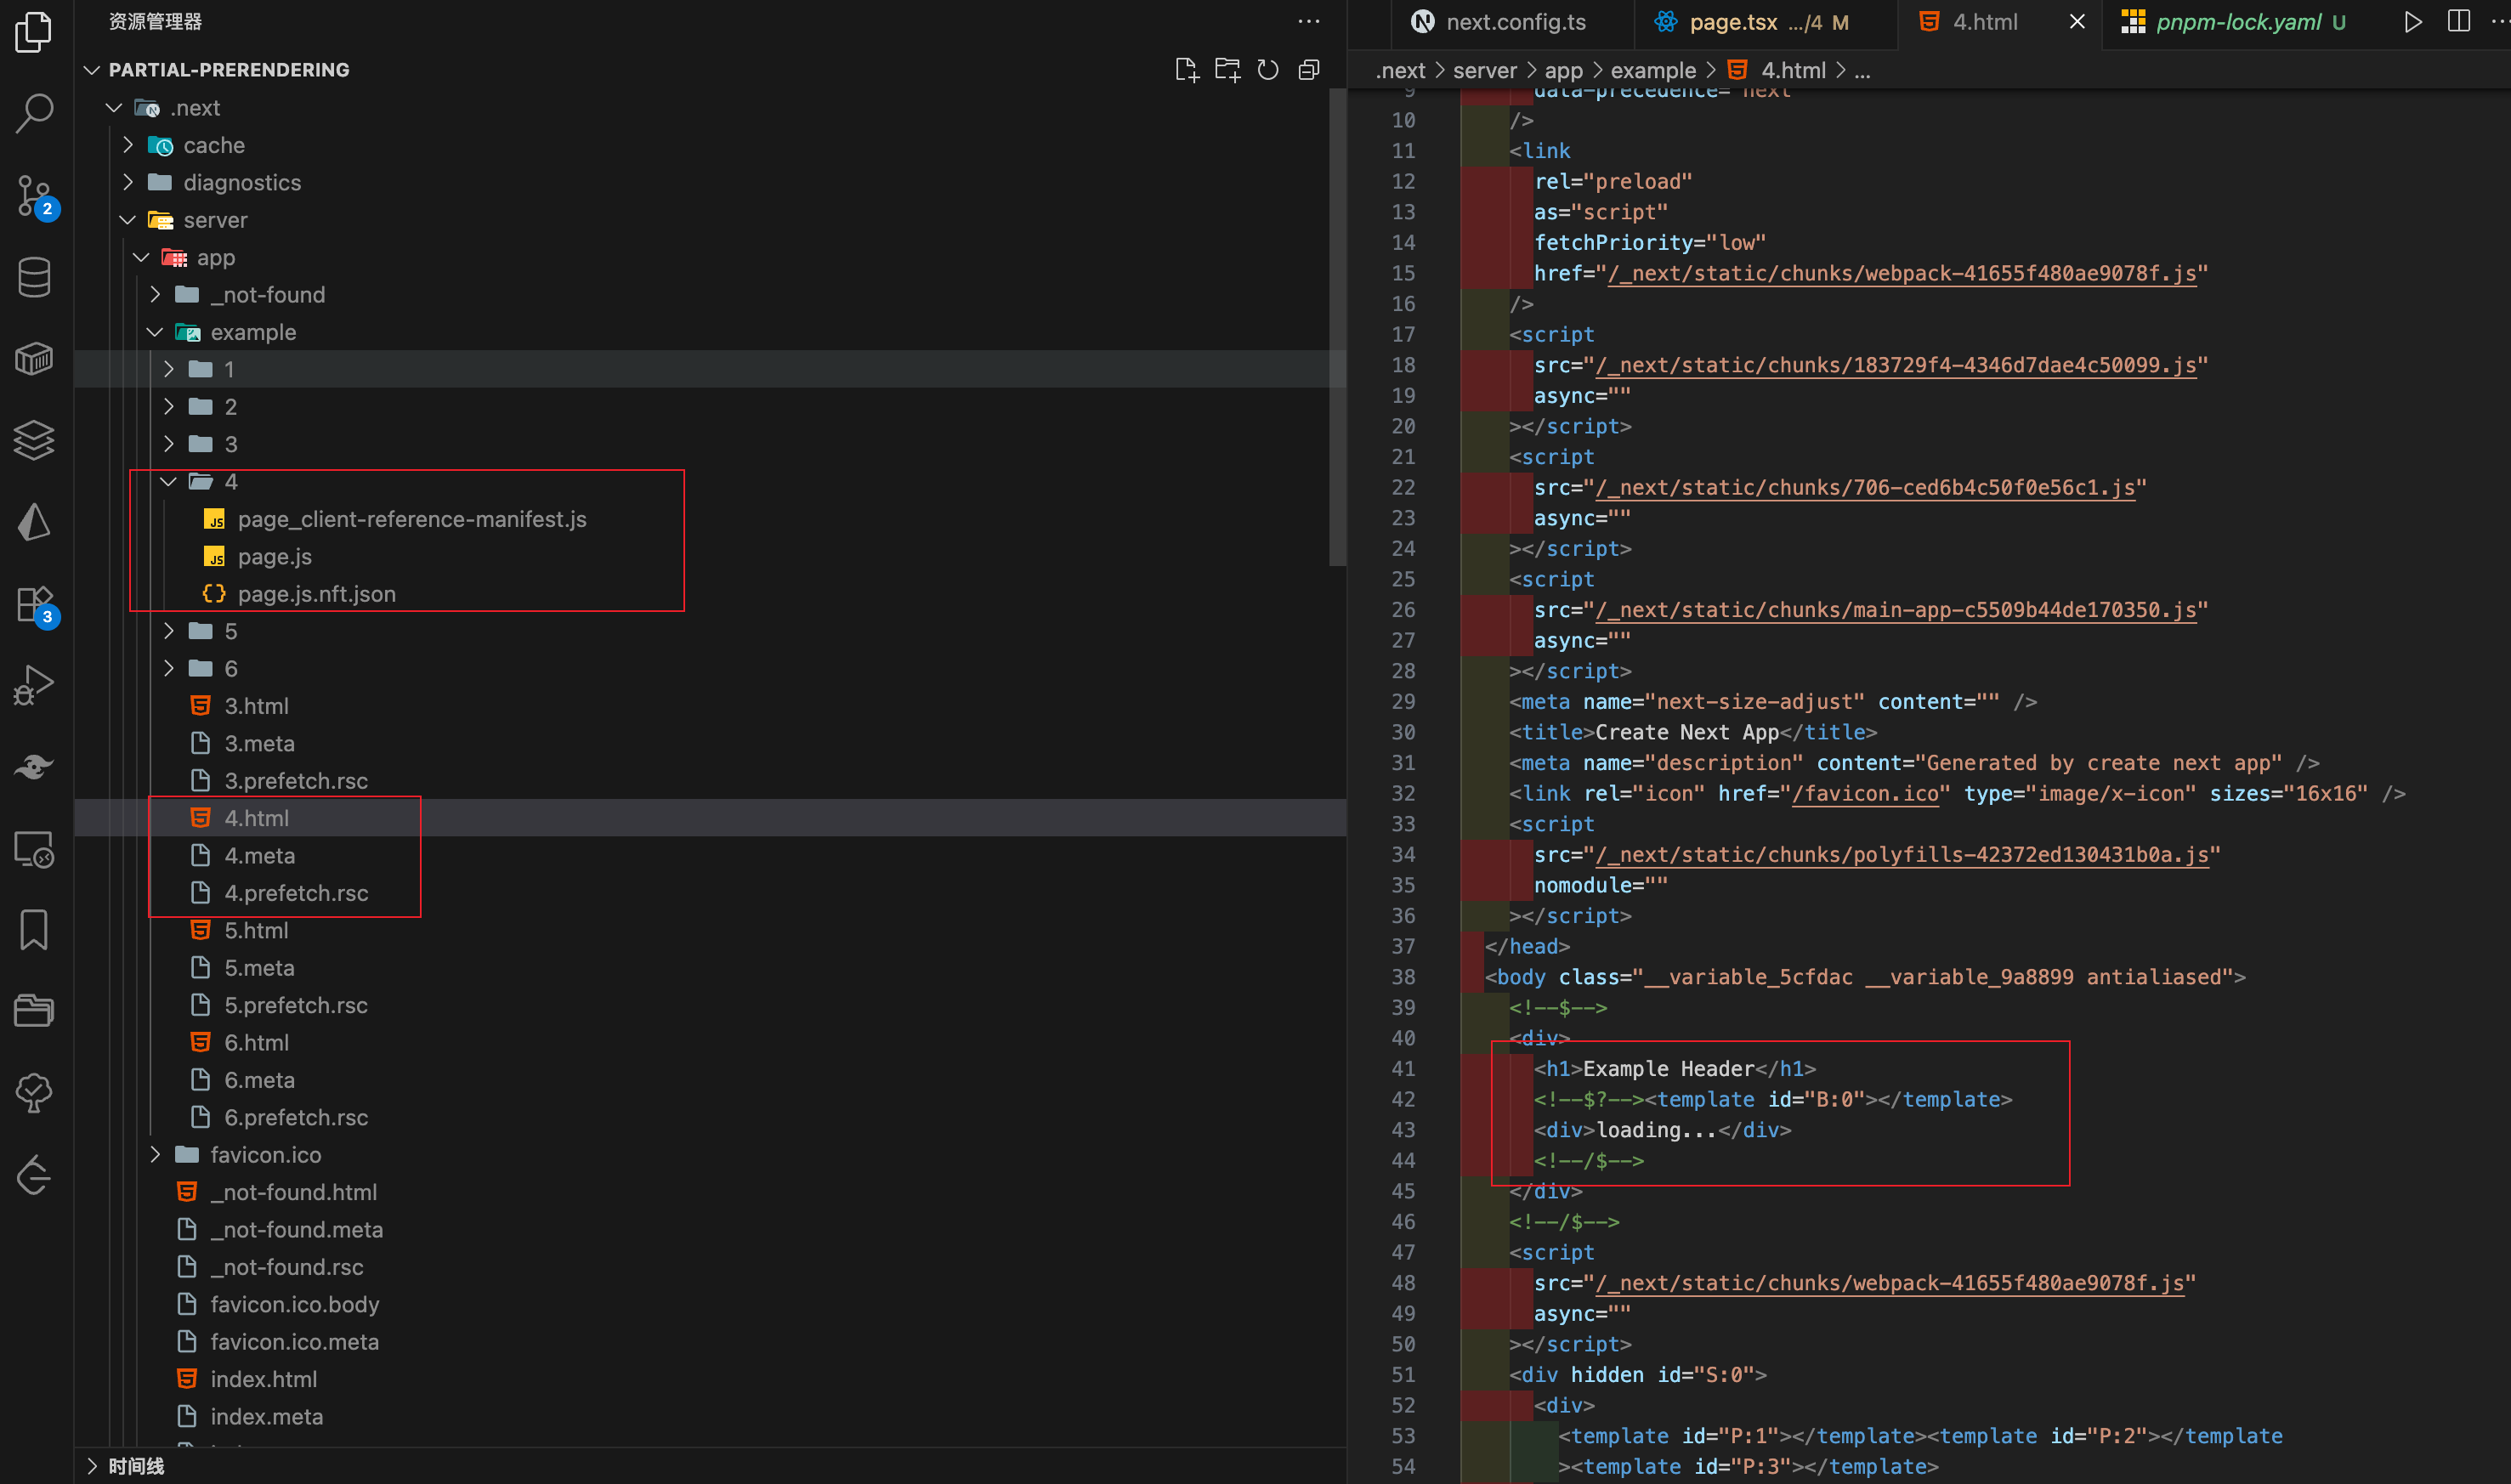 资源管理器
PARTIAL-PRERENDERING
.next
cache
diagnostics
server
app
_not-found
example
1
2
3
4
page_client-reference-manifest.js
page.js
page.js.nft.json
5
6
3.html
3.meta
3.prefetch.rsc
4.html
4.meta
4.prefetch.rsc
5.html
5.meta
5.prefetch.rsc
6.html
6.meta
6.prefetch.rsc
favicon.ico
_not-found.html
_not-found.meta
_not-found.rsc
favicon.ico.body
favicon.ico.meta
index.html
index.meta
时间线
2
3
next.config.ts
page.tsx .../4 M
4.html
pnpm-lock.yaml U
.next > server > app > example > 4.html > ...
9 data-precedence="next"
10 />
11 <link
12 rel="preload"
13 as="script"
14 fetchPriority="low"
15 href="/_next/static/chunks/webpack-41655f480ae9078f.js"
16 />
17 <script
18 src="/_next/static/chunks/183729f4-4346d7dae4c50099.js"
19 async=""
20 ></script>
21 <script
22 src="/_next/static/chunks/706-ced6b4c50f0e56c1.js"
23 async=""
24 ></script>
25 <script
26 src="/_next/static/chunks/main-app-c5509b44de170350.js"
27 async=""
28 ></script>
29 <meta name="next-size-adjust" content="" />
30 <title>Create Next App</title>
31 <meta name="description" content="Generated by create next app" />
32 <link rel="icon" href="/favicon.ico" type="image/x-icon" sizes="16x16" />
33 <script
34 src="/_next/static/chunks/polyfills-42372ed130431b0a.js"
35 nomodule=""
36 ></script>
37 </head>
38 <body class="__variable_5cfdac __variable_9a8899 antialiased">
39 <!--$-->
40 <div>
41 <h1>Example Header</h1>
42 <!--$?--><template id="B:0"></template>
43 <div>loading...</div>
44 <!--/$-->
45 </div>
46 <!--/$-->
47 <script
48 src="/_next/static/chunks/webpack-41655f480ae9078f.js"
49 async=""
50 ></script>
51 <div hidden id="S:0">
52 <div>
53 <template id="P:1"></template><template id="P:2"></template
54 ><template id="P:3"></template>